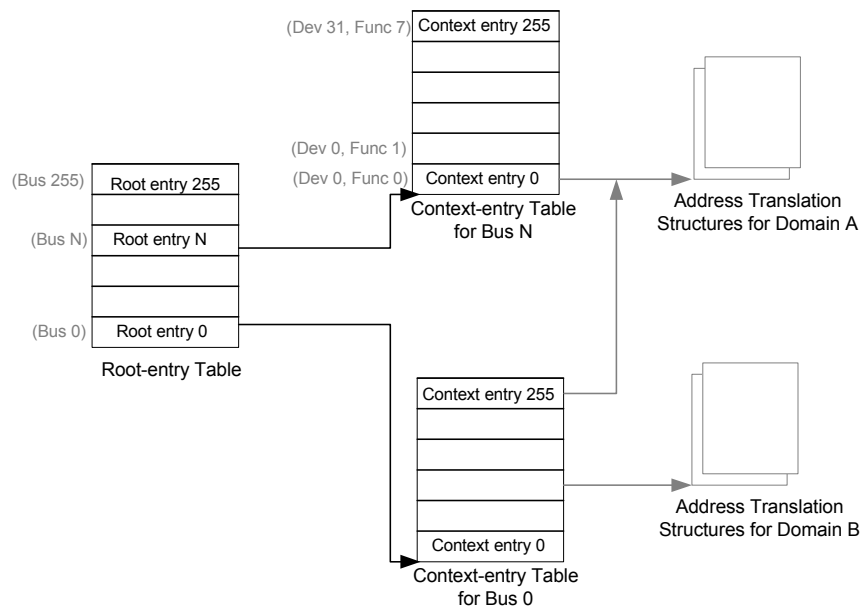 (Dev 31, Func 7)
Context entry 255
(Dev 0, Func 1)
(Dev 0, Func 0)
Context entry 0
Context-entry Table
for Bus N
Address Translation
Structures for Domain A
(Bus 255)
Root entry 255
(Bus N)
Root entry N
(Bus 0)
Root entry 0
Root-entry Table
Context entry 255
Context entry 0
Context-entry Table
for Bus 0
Address Translation
Structures for Domain B